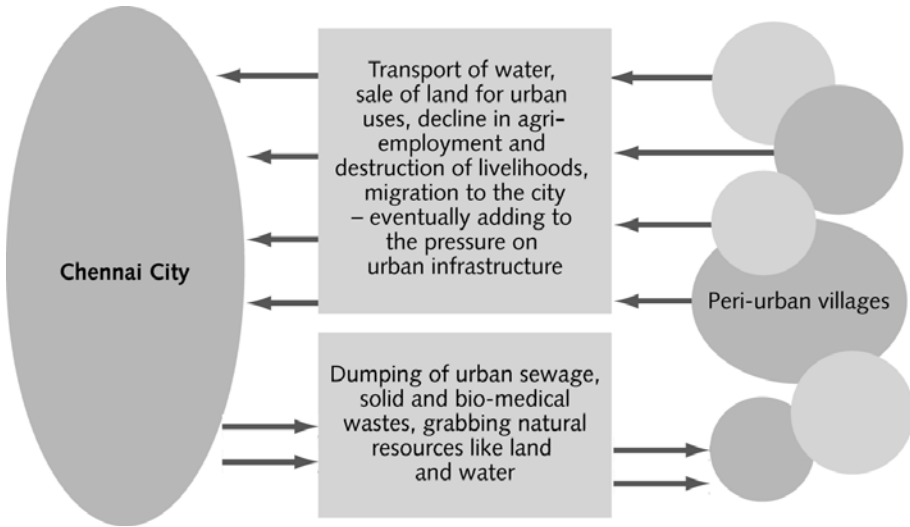 Chennai City
Transport of water,
sale of land for urban
uses, decline in agri-
employment and
destruction of livelihoods,
migration to the city
– eventually adding to
the pressure on
urban infrastructure
Peri-urban villages
Dumping of urban sewage,
solid and bio-medical
wastes, grabbing natural
resources like land
and water